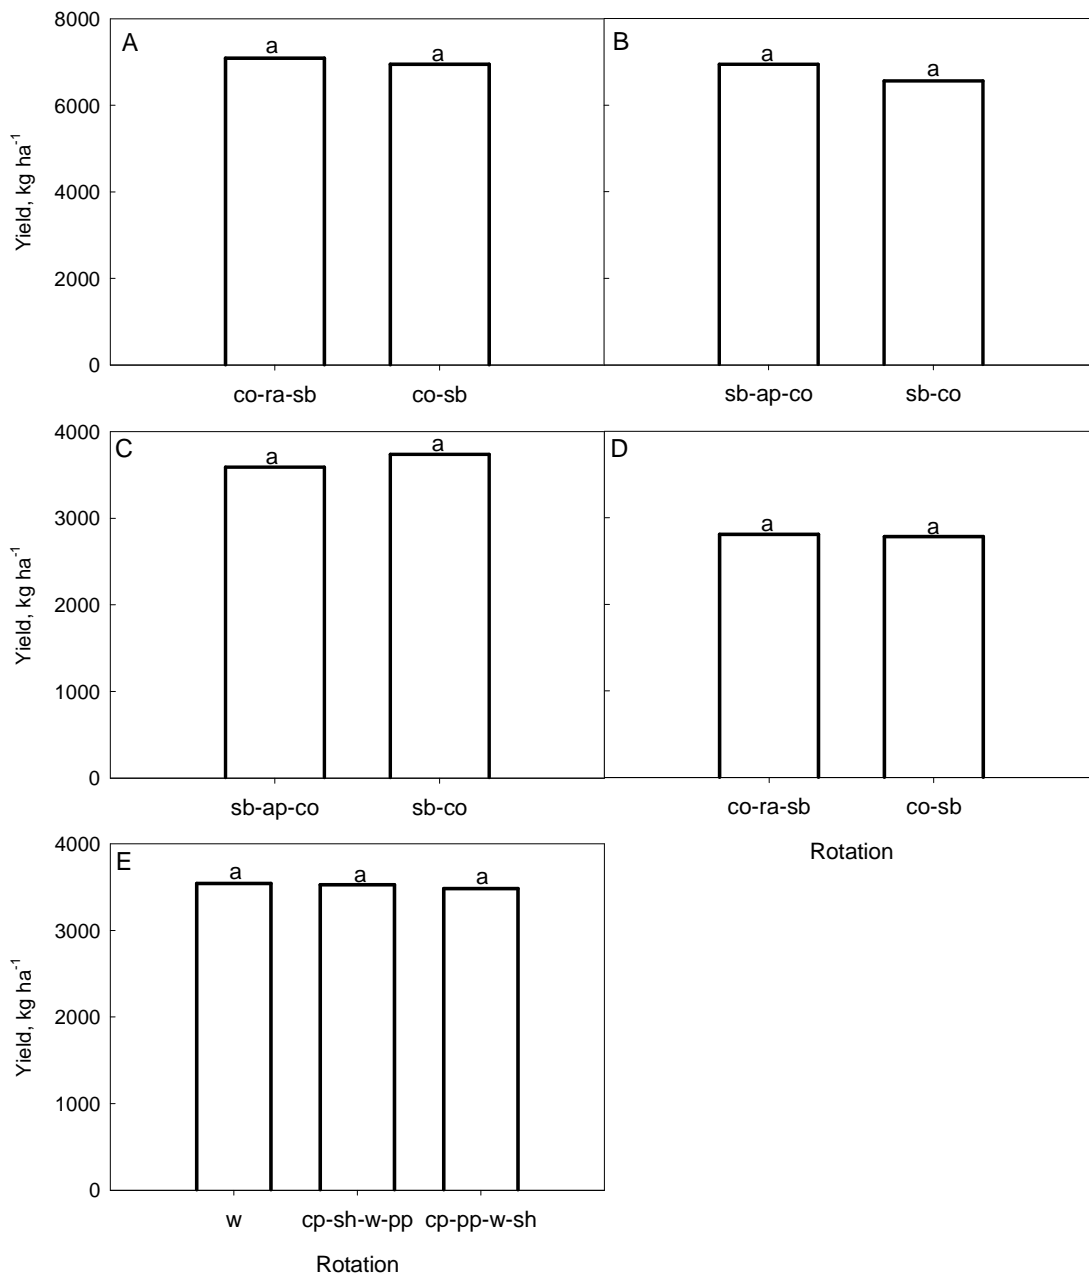 A
B
8000
6000
4000
2000
0
Yield, kg ha-1
a
a
a
a
co-ra-sb
co-sb
sb-ap-co
sb-co
C
D
4000
3000
2000
1000
0
Yield, kg ha-1
a
a
a
a
sb-ap-co
sb-co
co-ra-sb
co-sb
Rotation
E
4000
3000
2000
1000
0
Yield, kg ha-1
a
a
a
w
cp-sh-w-pp
cp-pp-w-sh
Rotation